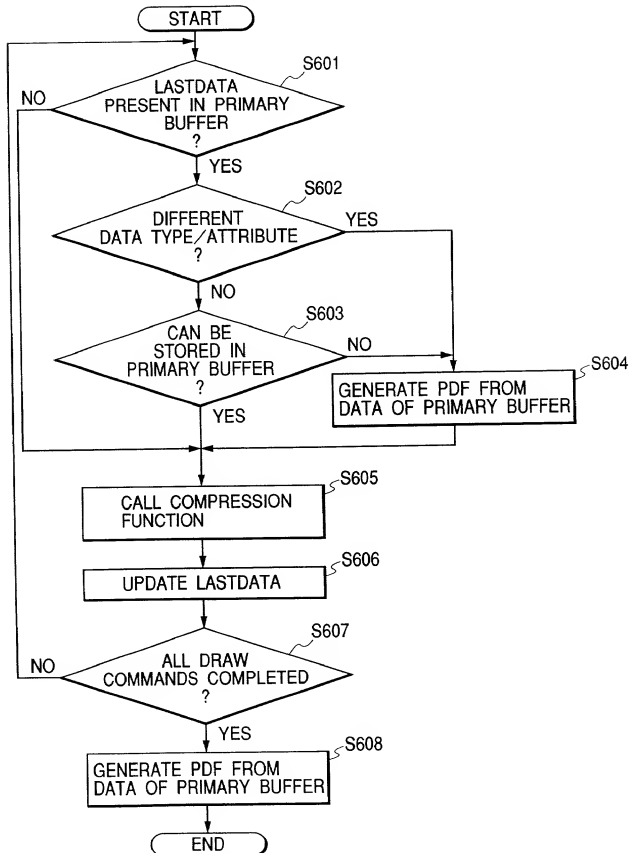 START
S601
LASTDATA
PRESENT IN PRIMARY
BUFFER
?
NO
YES
S602
DIFFERENT
DATA TYPE/ATTRIBUTE
?
YES
NO
S603
CAN BE
STORED IN
PRIMARY BUFFER
?
NO
YES
S604
GENERATE PDF FROM
DATA OF PRIMARY BUFFER
S605
CALL COMPRESSION
FUNCTION
S606
UPDATE LASTDATA
S607
ALL DRAW
COMMANDS COMPLETED
?
NO
YES
S608
GENERATE PDF FROM
DATA OF PRIMARY BUFFER
END